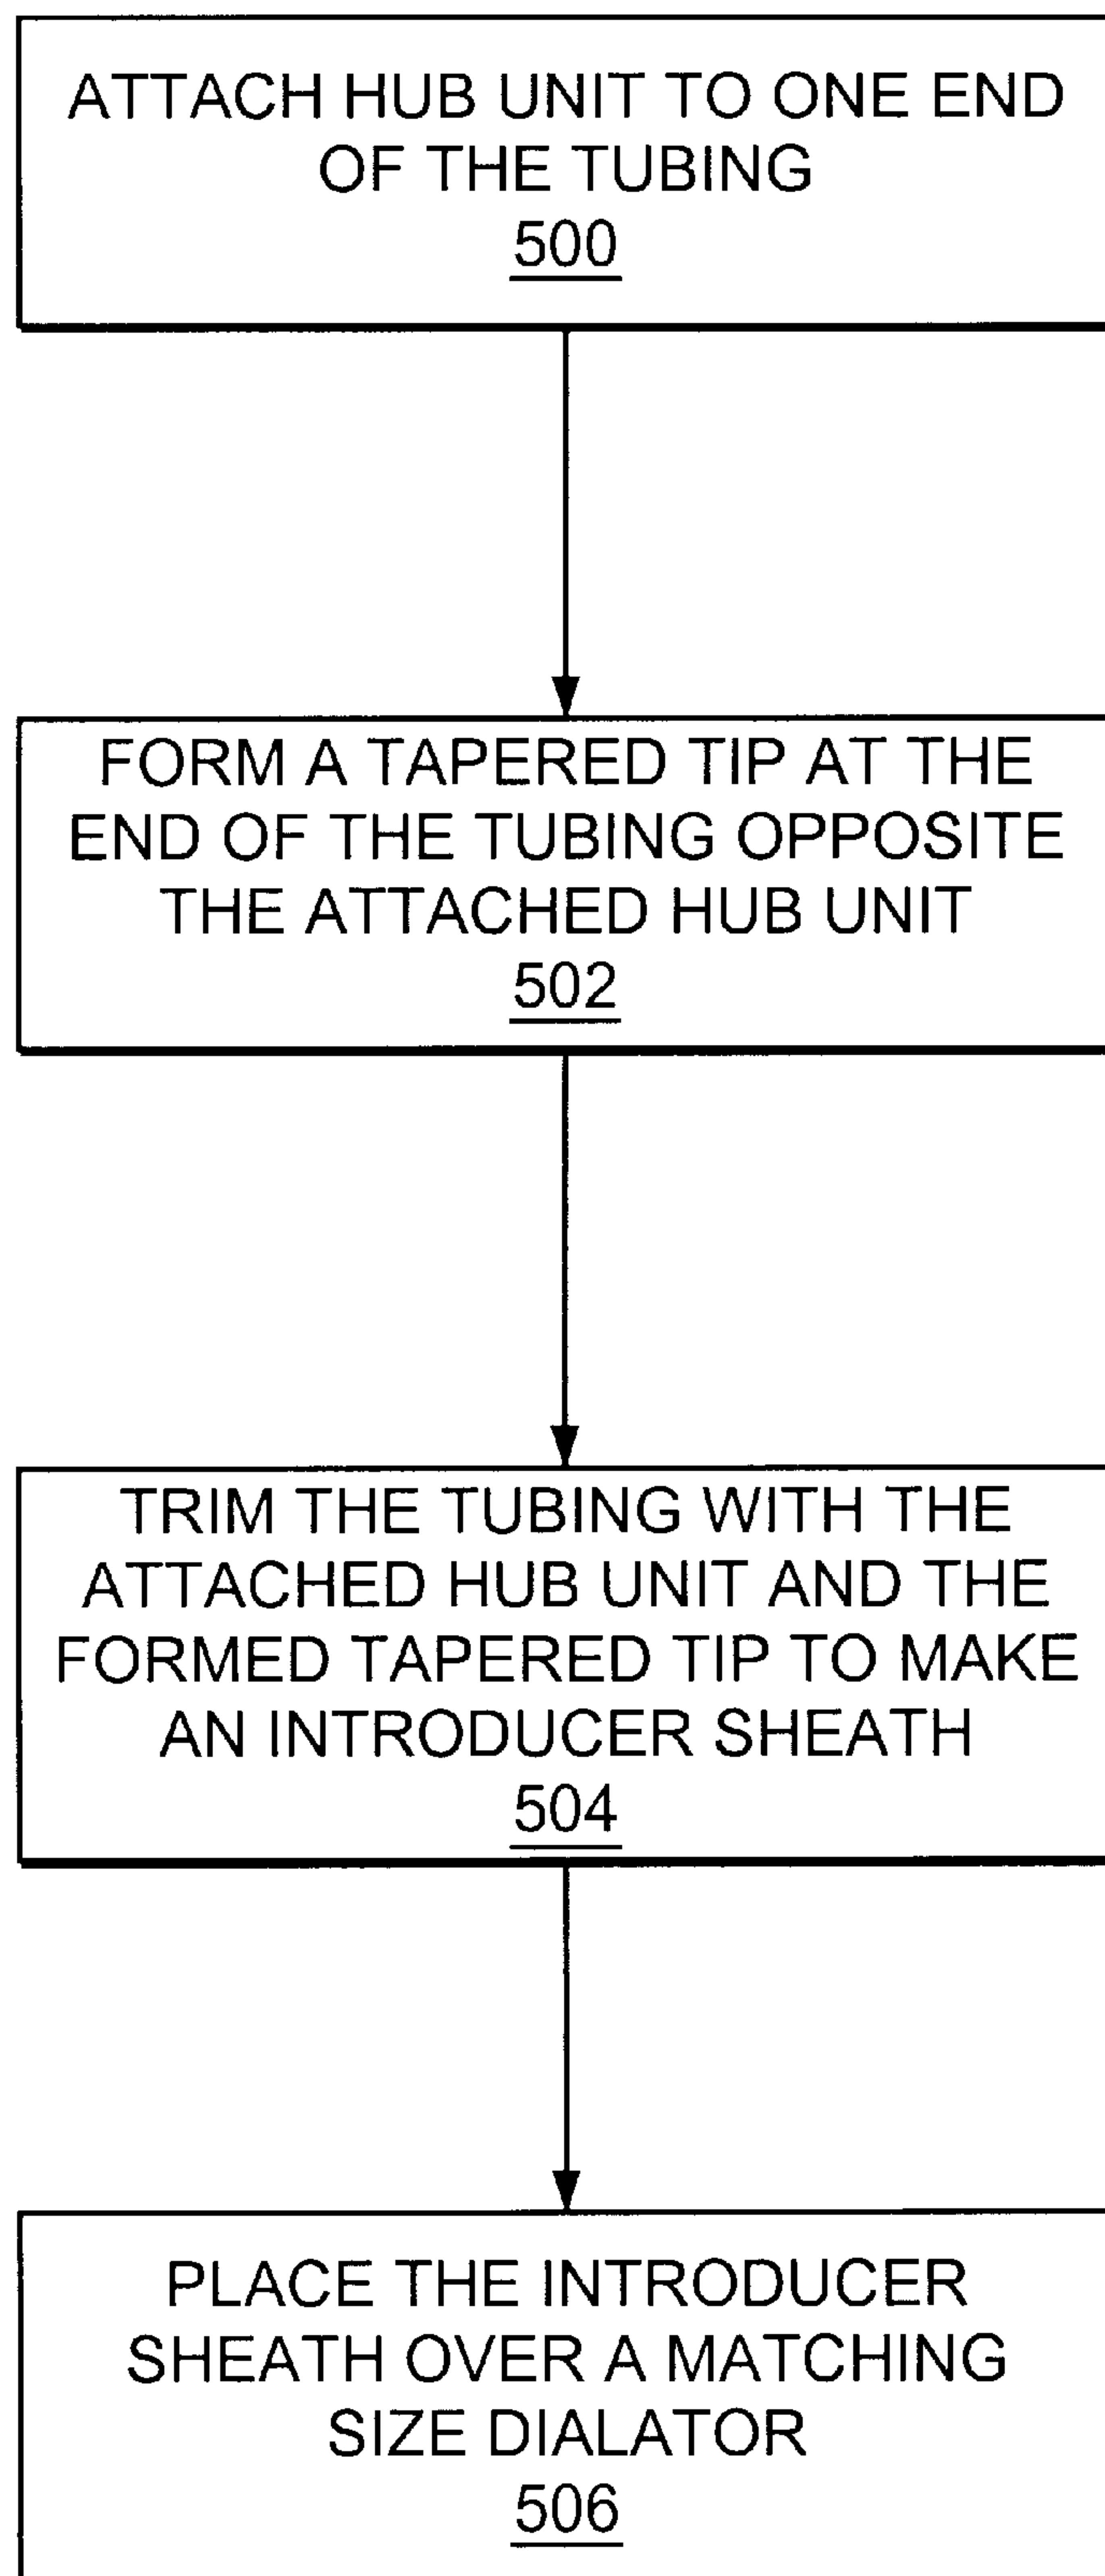 ATTACH HUB UNIT TO ONE END
OF THE TUBING
500
FORM A TAPERED TIP AT THE
END OF THE TUBING OPPOSITE
THE ATTACHED HUB UNIT
502
TRIM THE TUBING WITH THE
ATTACHED HUB UNIT AND THE
FORMED TAPERED TIP TO MAKE
AN INTRODUCER SHEATH
504
PLACE THE INTRODUCER
SHEATH OVER A MATCHING
SIZE DIALATOR
506